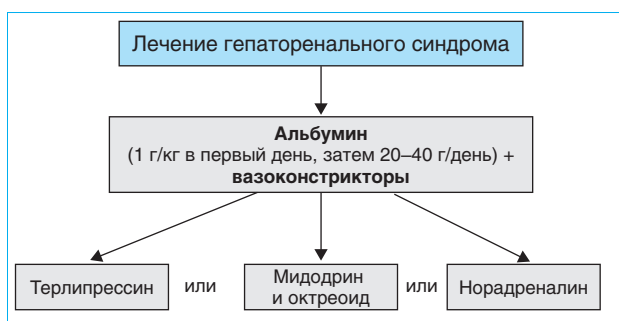 Лечение гепаторенального синдрома
Альбумин
(1 г/кг в первый день, затем 20–40 г/день) +
вазоконстрикторы
Терлипрессин или Мидодрин и октреоид или Норадреналин